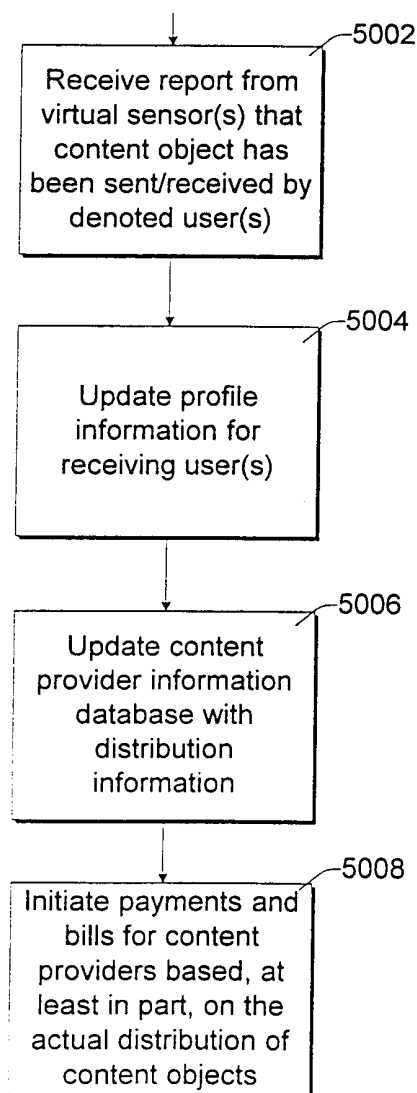 5002
Receive report from
virtual sensor(s) that
content object has
been sent/received by
denoted user(s)
5004
Update profile
information for
receiving user(s)
5006
Update content
provider information
database with
distribution
information
5008
Initiate payments and
bills for content
providers based, at
least in part, on the
actual distribution of
content objects